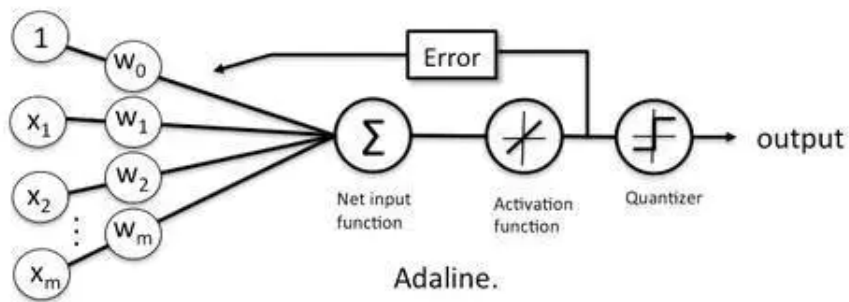 1
w0
Error
x1
w1
Σ
output
x2
w2
Net input
function
Activation
function
Quantizer
⋮
wm
xm
Adaline.